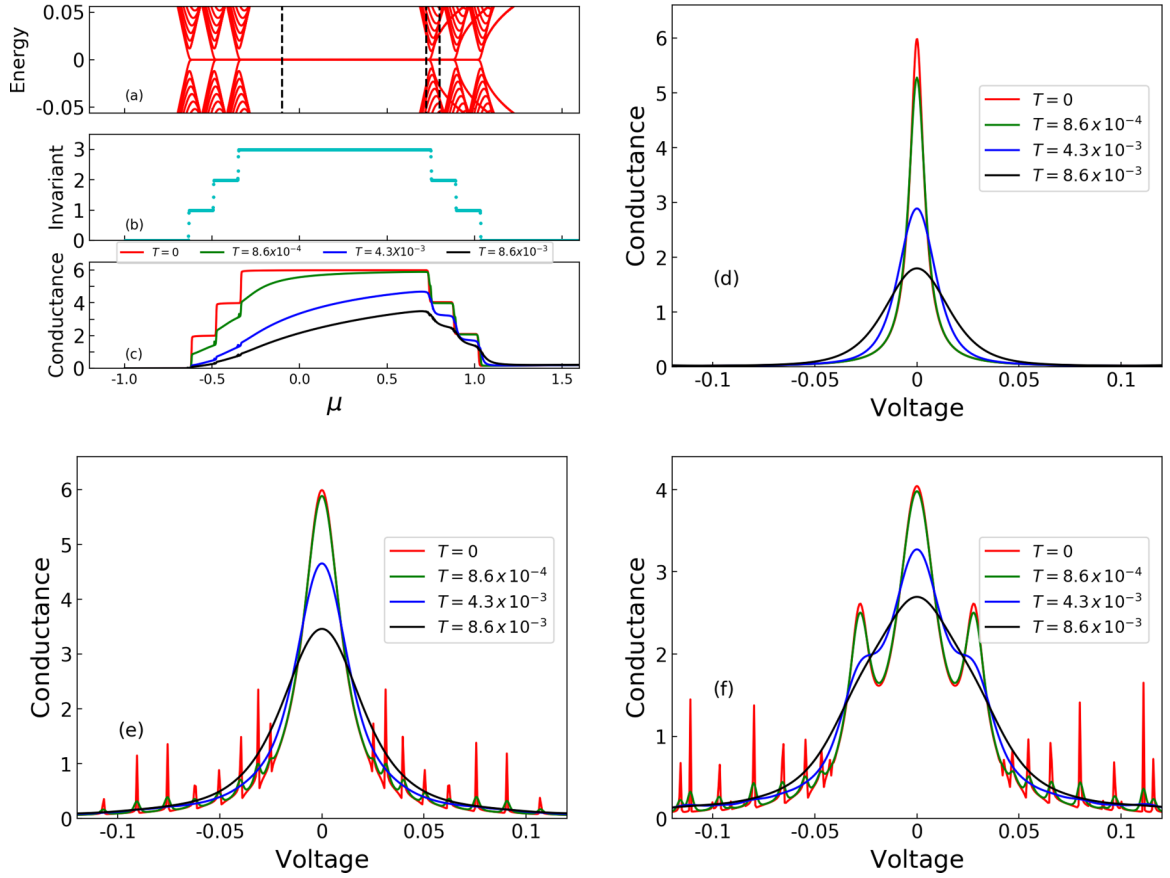 0.05
0
-0.05
Energy
(a)
3
2
1
0
Invariant
(b)
T = 0
T = 8.6x10⁻⁴
T = 4.3X10⁻³
T = 8.6x10⁻³
6
4
2
0
Conductance
(c)
-1.0
-0.5
0.0
0.5
1.0
1.5
μ
6
5
4
3
2
1
0
Conductance
(d)
T = 0
T = 8.6 x 10⁻⁴
T = 4.3 x 10⁻³
T = 8.6 x 10⁻³
-0.1
-0.05
0
0.05
0.1
Voltage
6
5
4
3
2
1
0
Conductance
(e)
T = 0
T = 8.6 x 10⁻⁴
T = 4.3 x 10⁻³
T = 8.6 x 10⁻³
-0.1
-0.05
0
0.05
0.1
Voltage
4
3
2
1
0
Conductance
(f)
T = 0
T = 8.6 x 10⁻⁴
T = 4.3 x 10⁻³
T = 8.6 x 10⁻³
-0.1
-0.05
0
0.05
0.1
Voltage